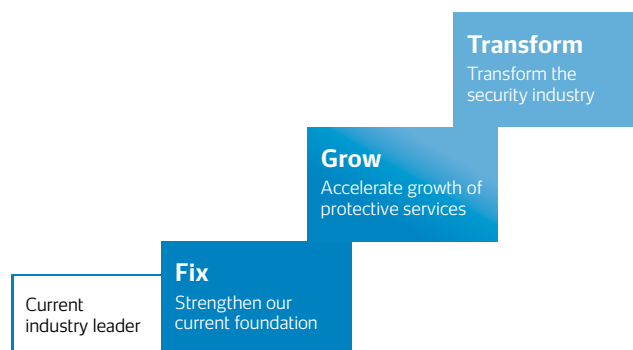 Transform
Transform the
security industry
Grow
Accelerate growth of
protective services
Fix
Strengthen our
current foundation
Current
industry leader